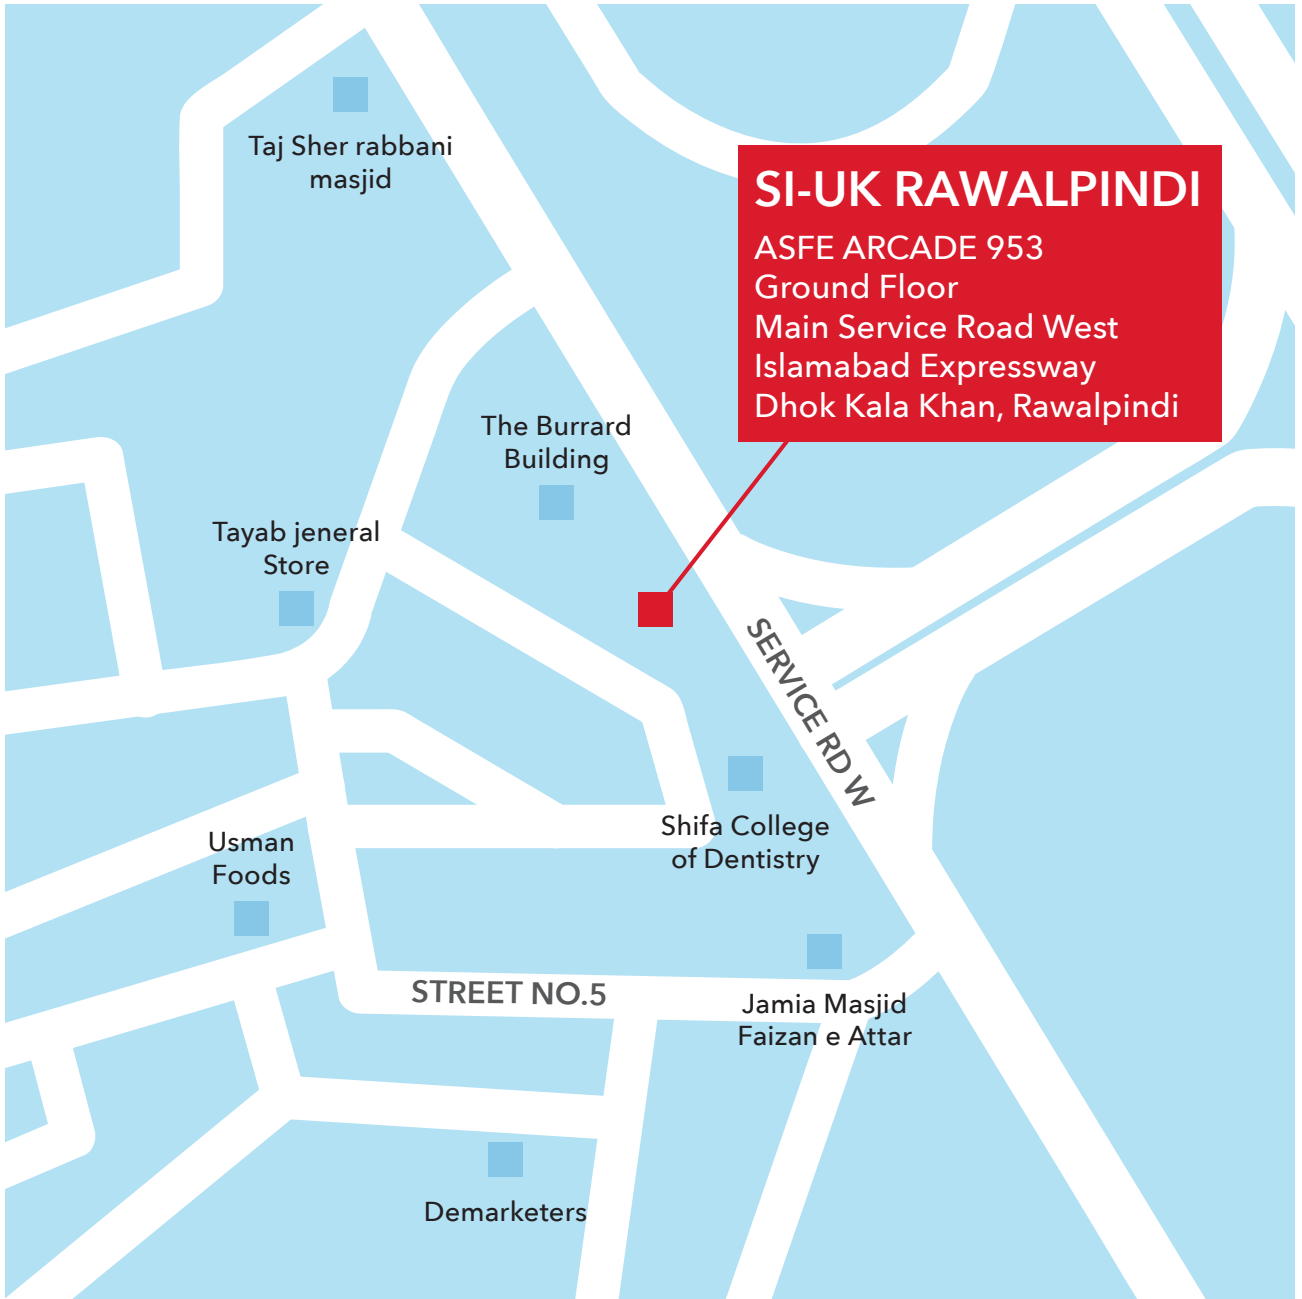 Taj Sher rabbani
masjid
SI-UK RAWALPINDI
ASFE ARCADE 953
Ground Floor
Main Service Road West
Islamabad Expressway
Dhok Kala Khan, Rawalpindi
The Burrard
Building
Tayab jeneral
Store
SERVICE RD W
Shifa College
of Dentistry
Usman
Foods
STREET NO.5
Jamia Masjid
Faizan e Attar
Demarketers